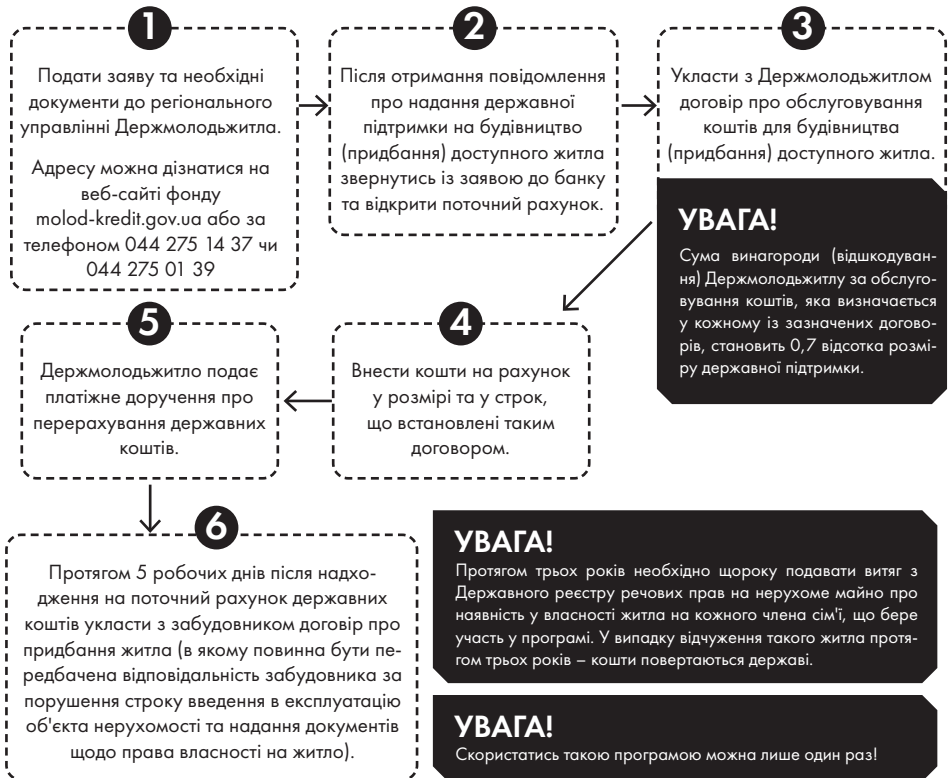 1
Подати заяву та необхідні
документи до регіонального
управлінні Держмолодьжитла.
Адресу можна дізнатися на
веб-сайті фонду
molod-kredit.gov.ua або за
телефоном 044 275 14 37 чи
044 275 01 39
2
Після отримання повідомлення
про надання державної
підтримки на будівництво
(придбання) доступного житла
звернутись із заявою до банку
та відкрити поточний рахунок.
3
Укласти з Держмолодьжитлом
договір про обслуговування
коштів для будівництва
(придбання) доступного житла.
УВАГА!
Сума винагороди (відшкодуван-
ня) Держмолодьжитлу за обслуго-
вування коштів, яка визначається
у кожному із зазначених догово-
рів, становить 0,7 відсотка розмі-
ру державної підтримки.
4
Внести кошти на рахунок
у розмірі та у строк,
що встановлені таким
договором.
5
Держмолодьжитло подає
платіжне доручення про
перерахування державних
коштів.
6
Протягом 5 робочих днів після надхо-
дження на поточний рахунок державних
коштів укласти з забудовником договір про
придбання житла (в якому повинна бути пе-
редбачена відповідальність забудовника за
порушення строку введення в експлуатацію
об'єкта нерухомості та надання документів
щодо права власності на житло).
УВАГА!
Протягом трьох років необхідно щороку подавати витяг з
Державного реєстру речових прав на нерухоме майно про
наявність у власності житла на кожного члена сім'ї, що бере
участь у програмі. У випадку відчуження такого житла протя-
гом трьох років – кошти повертаються державі.
УВАГА!
Скористатись такою програмою можна лише один раз!